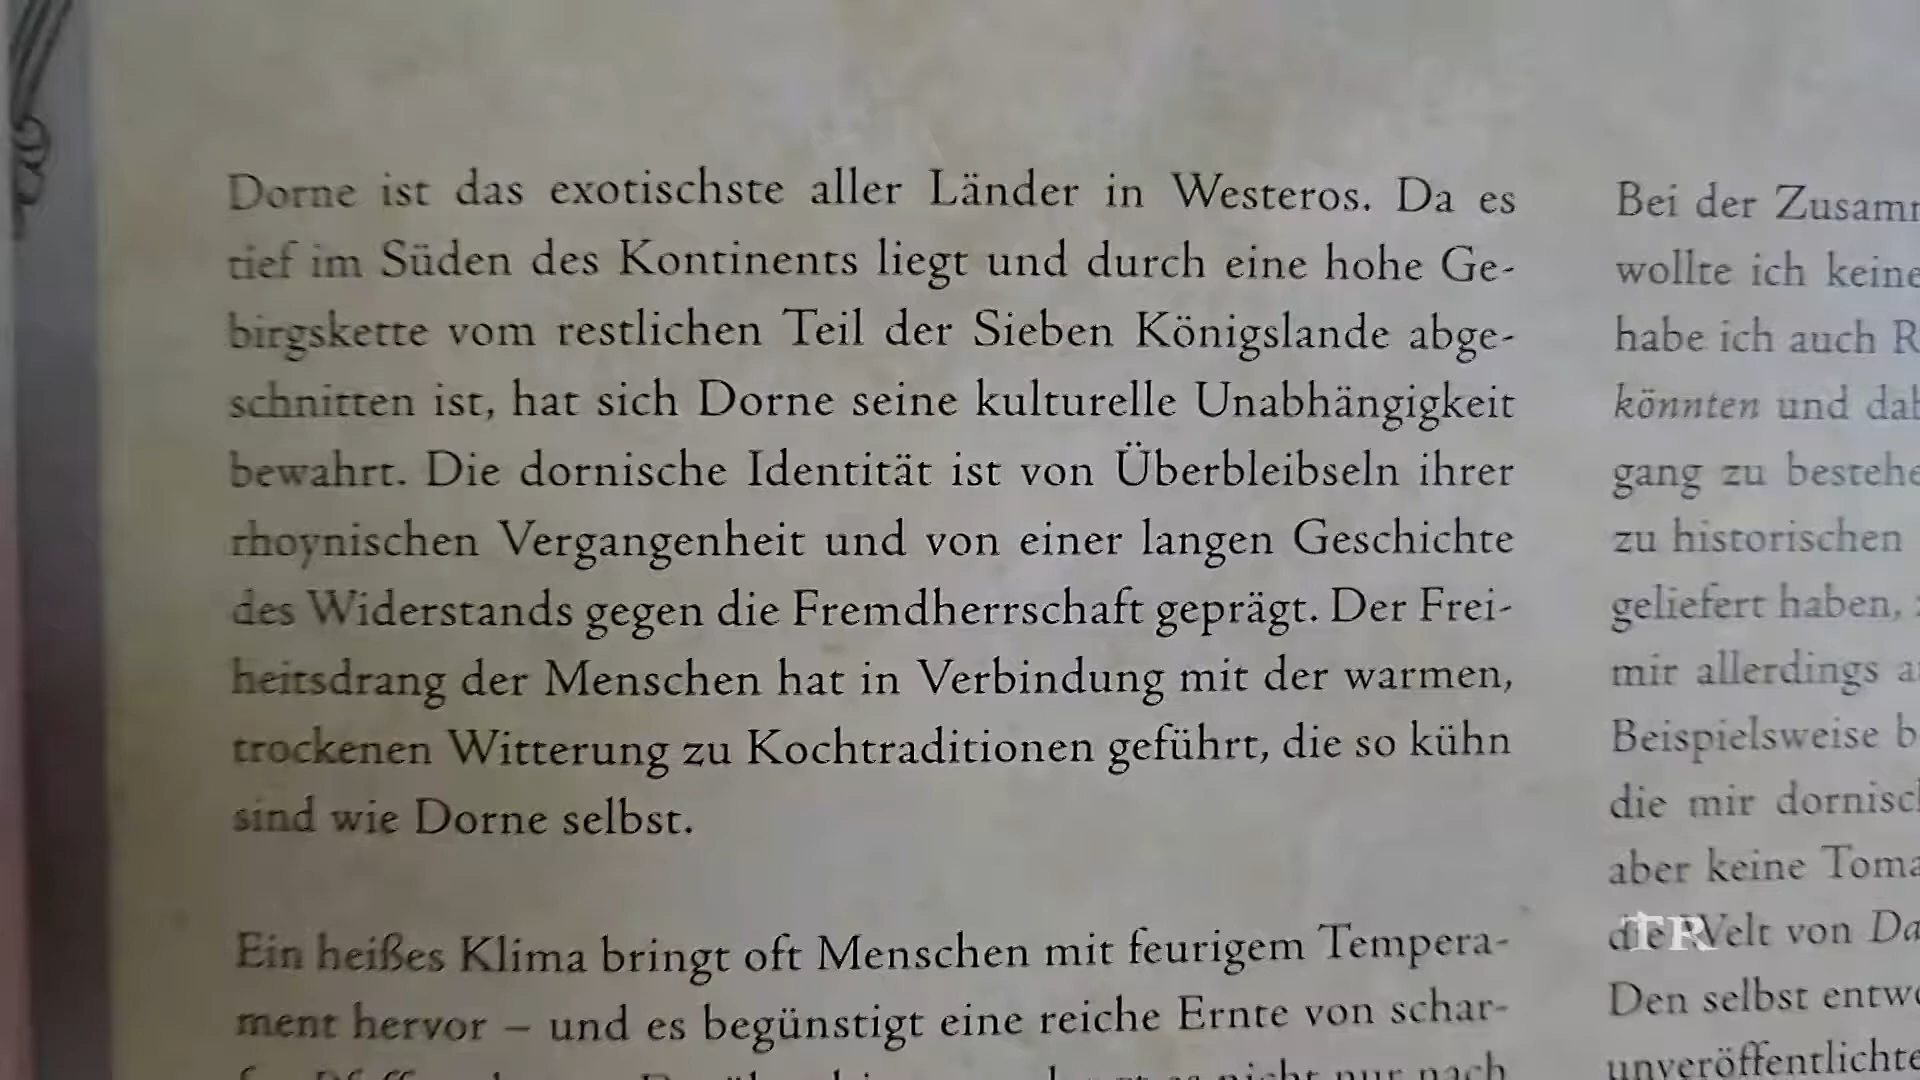 Dorne ist das exotischste aller Länder in Westeros. Da es
tief im Süden des Kontinents liegt und durch eine hohe Ge-
birgskette vom restlichen Teil der Sieben Königslande abge-
schnitten ist, hat sich Dorne seine kulturelle Unabhängigkeit
bewahrt. Die dornische Identität ist von Überbleibseln ihrer
rhoynischen Vergangenheit und von einer langen Geschichte
des Widerstands gegen die Fremdherrschaft geprägt. Der Frei-
heitsdrang der Menschen hat in Verbindung mit der warmen,
trockenen Witterung zu Kochtraditionen geführt, die so kühn
sind wie Dorne selbst.
Ein heißes Klima bringt oft Menschen mit feurigem Tempera-
ment hervor – und es begünstigt eine reiche Ernte von schar-
nicht nur nach
Bei der
wollte ich
habe ich auch
könnten und
gang zu
zu historischen
geliefert haben,
mir allerdings
Beispielsweise
die mir
aber keine
die Welt von
Den selbst
TR